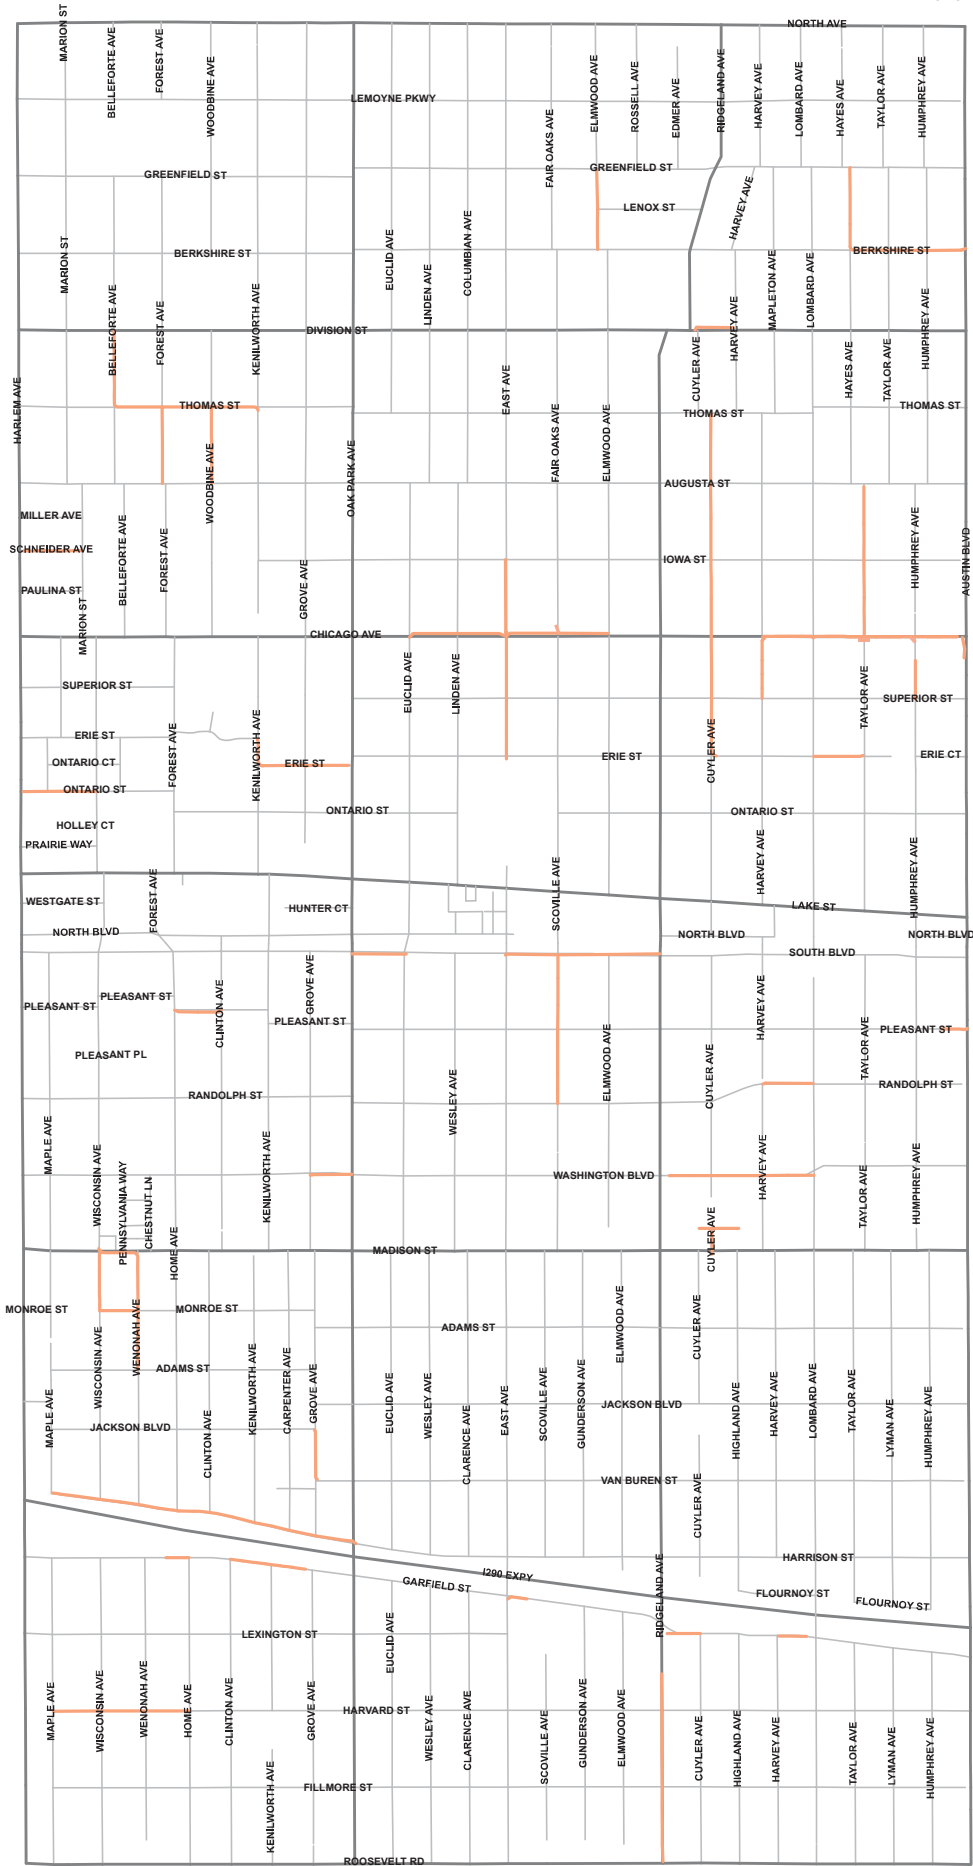 NORTH AVE
MARION ST
BELLEFORTE AVE
FOREST AVE
WOODBINE AVE
ELMWOOD AVE
ROSSELL AVE
EDMER AVE
RIDGELAND AVE
HARVEY AVE
LOMBARD AVE
HAYES AVE
TAYLOR AVE
HUMPHREY AVE
LEMOYNE PKWY
FAIR OAKS AVE
GREENFIELD ST
GREENFIELD ST
LENOX ST
HARVEY AVE
MARION ST
BERKSHIRE ST
EUCLID AVE
LINDEN AVE
COLUMBIAN AVE
BERKSHIRE ST
MAPLETON AVE
LOMBARD AVE
BELLEFORTE AVE
FOREST AVE
KENILWORTH AVE
DIVISION ST
HARVEY AVE
HUMPHREY AVE
CUYLER AVE
HAYES AVE
TAYLOR AVE
HARLEM AVE
THOMAS ST
EAST AVE
THOMAS ST
THOMAS ST
WOODBINE AVE
OAK PARK AVE
FAIR OAKS AVE
ELMWOOD AVE
AUGUSTA ST
MILLER AVE
SCHNEIDER AVE
BELLEFORTE AVE
FOREST AVE
IOWA ST
HUMPHREY AVE
AUSTIN BLVD
PAULINA ST
GROVE AVE
MARION ST
CHICAGO AVE
EUCLID AVE
LINDEN AVE
SUPERIOR ST
TAYLOR AVE
SUPERIOR ST
ERIE ST
FOREST AVE
KENILWORTH AVE
CUYLER AVE
ONTARIO CT
ERIE ST
ERIE ST
ERIE CT
ONTARIO ST
ONTARIO ST
ONTARIO ST
HOLLEY CT
PRAIRIE WAY
HARVEY AVE
HUMPHREY AVE
FOREST AVE
SCOVILLE AVE
WESTGATE ST
HUNTER CT
LAKE ST
NORTH BLVD
NORTH BLVD
NORTH BLVD
SOUTH BLVD
PLEASANT ST
PLEASANT ST
CLINTON AVE
GROVE AVE
PLEASANT ST
HARVEY AVE
PLEASANT ST
PLEASANT PL
TAYLOR AVE
RANDOLPH ST
WESLEY AVE
ELMWOOD AVE
CUYLER AVE
RANDOLPH ST
MAPLE AVE
WISCONSIN AVE
PENNSYLVANIA WAY
CHESTNUT LN
KENILWORTH AVE
WASHINGTON BLVD
HARVEY AVE
TAYLOR AVE
HUMPHREY AVE
HOME AVE
MADISON ST
CUYLER AVE
MONROE ST
MONROE ST
WENONAH AVE
ADAMS ST
ELMWOOD AVE
CUYLER AVE
WISCONSIN AVE
ADAMS ST
KENILWORTH AVE
CARPENTER AVE
GROVE AVE
MAPLE AVE
JACKSON BLVD
CLINTON AVE
EUCLID AVE
WESLEY AVE
CLARENCE AVE
EAST AVE
SCOVILLE AVE
GUNDERSON AVE
JACKSON BLVD
HIGHLAND AVE
HARVEY AVE
LOMBARD AVE
TAYLOR AVE
LYMAN AVE
HUMPHREY AVE
VAN BUREN ST
CUYLER AVE
HARRISON ST
I290 EXPY
GARFIELD ST
RIDGELAND AVE
FLOURNOY ST
FLOURNOY ST
LEXINGTON ST
EUCLID AVE
MAPLE AVE
WISCONSIN AVE
WENONAH AVE
HOME AVE
CLINTON AVE
GROVE AVE
HARVARD ST
WESLEY AVE
CLARENCE AVE
SCOVILLE AVE
GUNDERSON AVE
ELMWOOD AVE
CUYLER AVE
HIGHLAND AVE
HARVEY AVE
TAYLOR AVE
LYMAN AVE
HUMPHREY AVE
KENILWORTH AVE
FILLMORE ST
ROOSEVELT RD